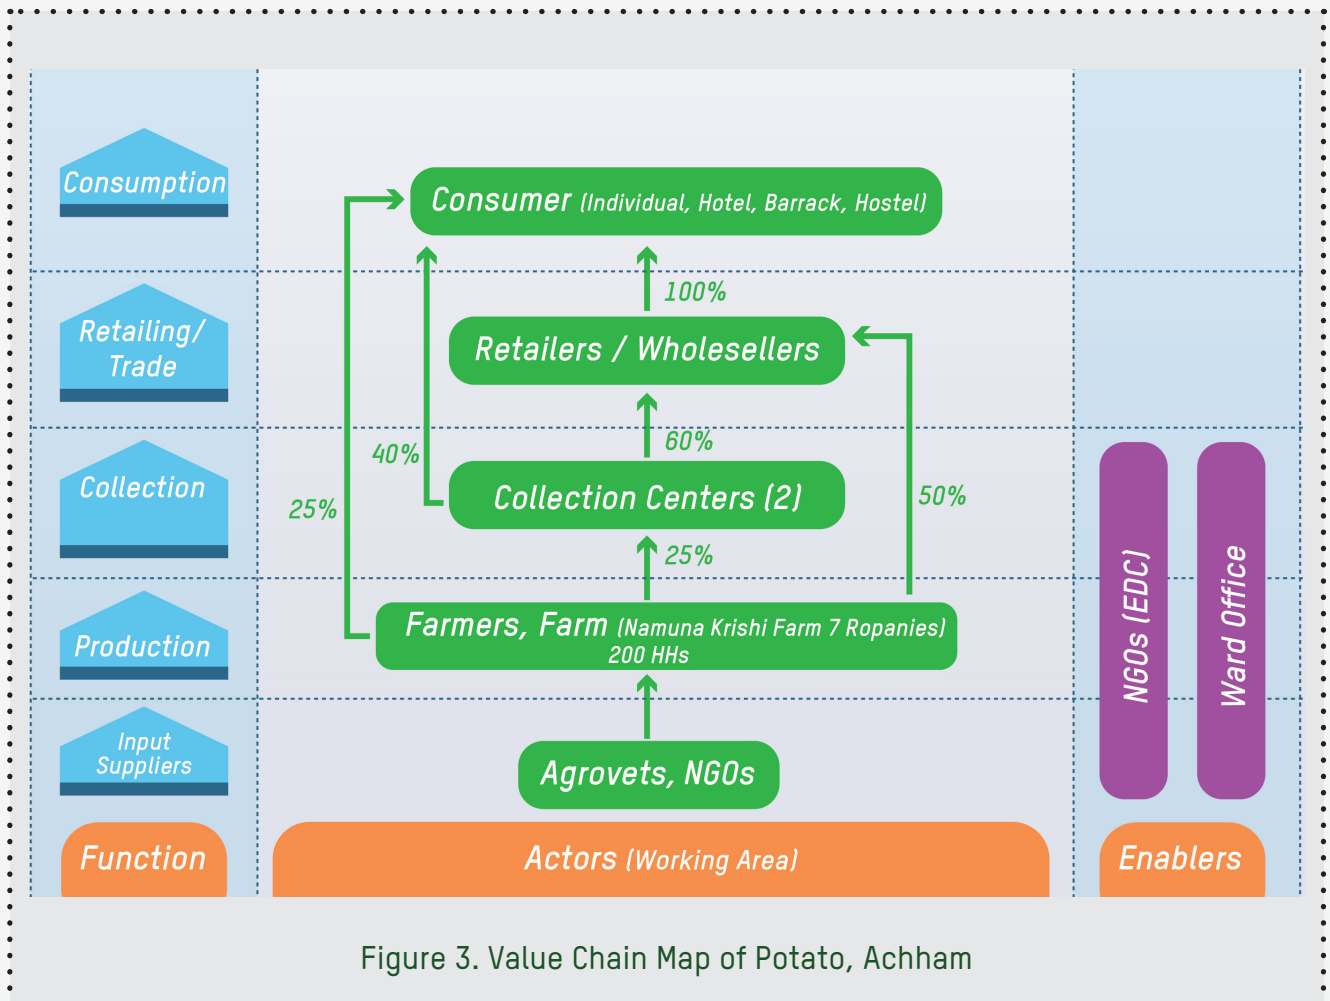 Consumption
Consumer (Individual, Hotel, Barrack, Hostel)
100%
Retailing/
Trade
Retailers / Wholesellers
40%
60%
Collection
Collection Centers (2)
25%
50%
25%
Production
Farmers, Farm (Namuna Krishi Farm 7 Ropanies)
200 HHs
NGOs (EDC)
Ward Office
Input
Suppliers
Agrovets, NGOs
Function
Actors (Working Area)
Enablers
Figure 3. Value Chain Map of Potato, Achham